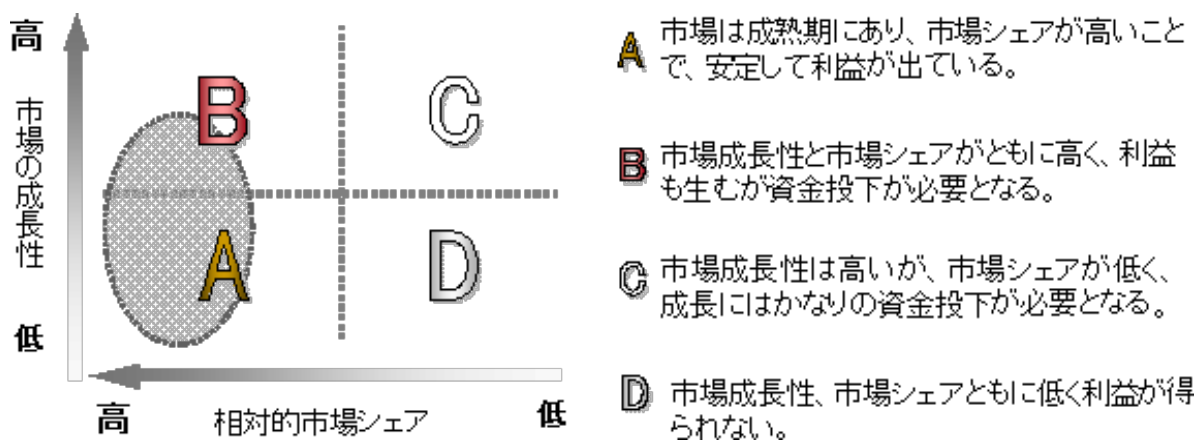 高
市場の成長性
低
B
C
A
D
高
相対的市場シェア
低
A
市場は成熟期にあり、市場シェアが高いこと
で、安定して利益が出ている。
B
市場成長性と市場シェアがともに高く、利益
も生むが資金投下が必要となる。
C
市場成長性は高いが、市場シェアが低く、
成長にはかなりの資金投下が必要となる。
D
市場成長性、市場シェアともに低く利益が得
られない。